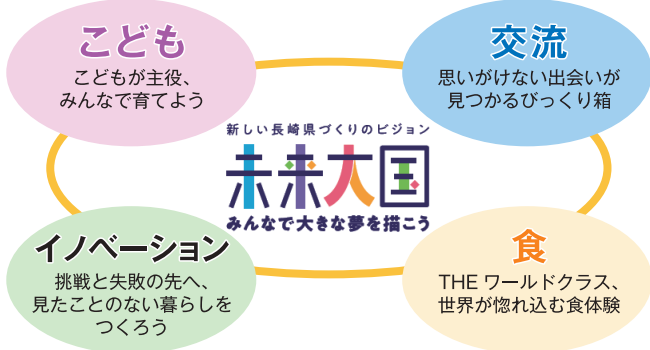 こども
こどもが主役、
みんなで育てよう
交流
思いがけない出会いが
見つかるびっくり箱
新しい長崎県づくりのビジョン
未来大国
みんなで大きな夢を描こう
イノベーション
挑戦と失敗の先へ、
見たことのない暮らしを
つくろう
食
THE ワールドクラス、
世界が惚れ込む食体験